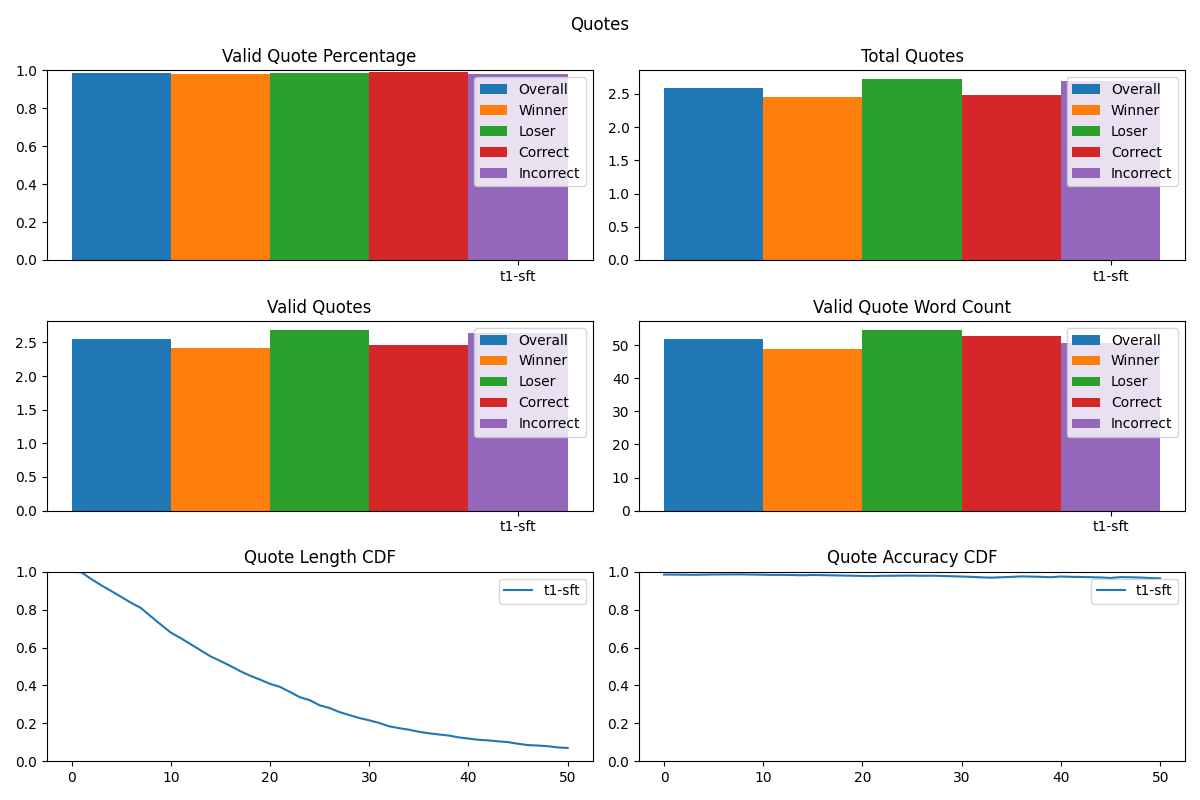 Quotes
Valid Quote Percentage
1.0
0.8
0.6
0.4
0.2
0.0
Overall
Winner
Loser
Correct
Incorrect
t1-sft
Total Quotes
2.5
2.0
1.5
1.0
0.5
0.0
Overall
Winner
Loser
Correct
Incorrect
t1-sft
Valid Quotes
2.5
2.0
1.5
1.0
0.5
0.0
Overall
Winner
Loser
Correct
Incorrect
t1-sft
Valid Quote Word Count
50
40
30
20
10
0
Overall
Winner
Loser
Correct
Incorrect
t1-sft
Quote Length CDF
1.0
0.8
0.6
0.4
0.2
0.0
t1-sft
0 10 20 30 40 50
Quote Accuracy CDF
1.0
0.8
0.6
0.4
0.2
0.0
t1-sft
0 10 20 30 40 50